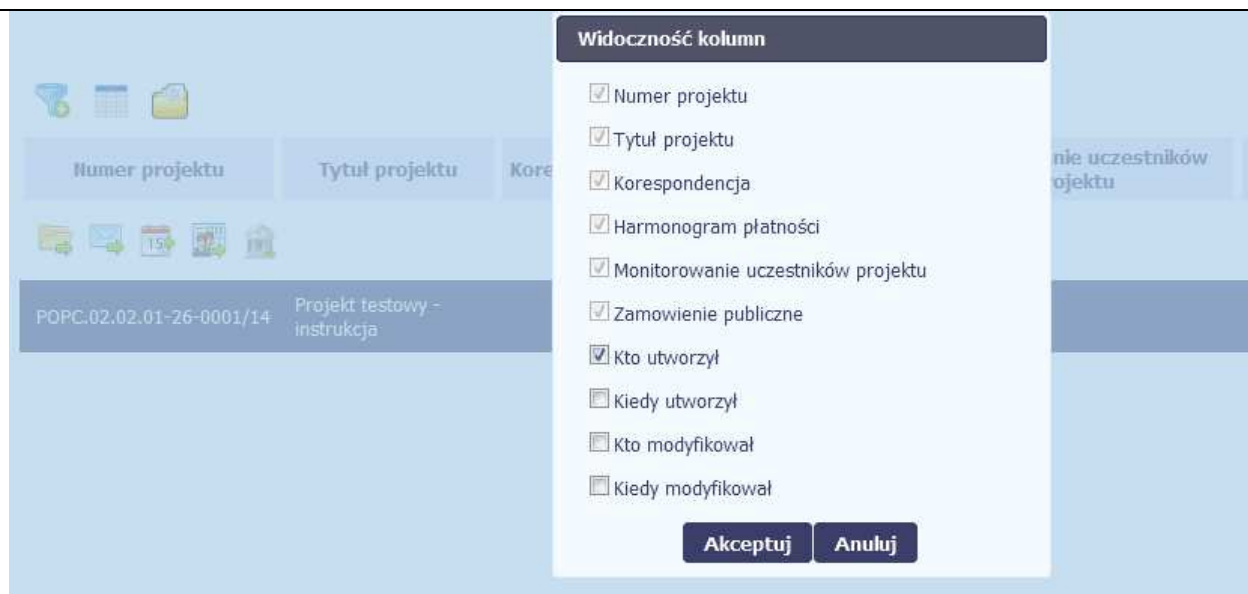 Widoczność kolumn
Numer projektu
Tytuł projektu
Korespondencja
Harmonogram płatności
Monitorowanie uczestników projektu
Zamowienie publiczne
Kto utworzył
Kiedy utworzył
Kto modyfikował
Kiedy modyfikował
Akceptuj Anuluj
Numer projektu Tytuł projektu Kore nie uczestników
ojektu
15
POPC.02.02.01-26-0001/14 Projekt testowy -
instrukcja